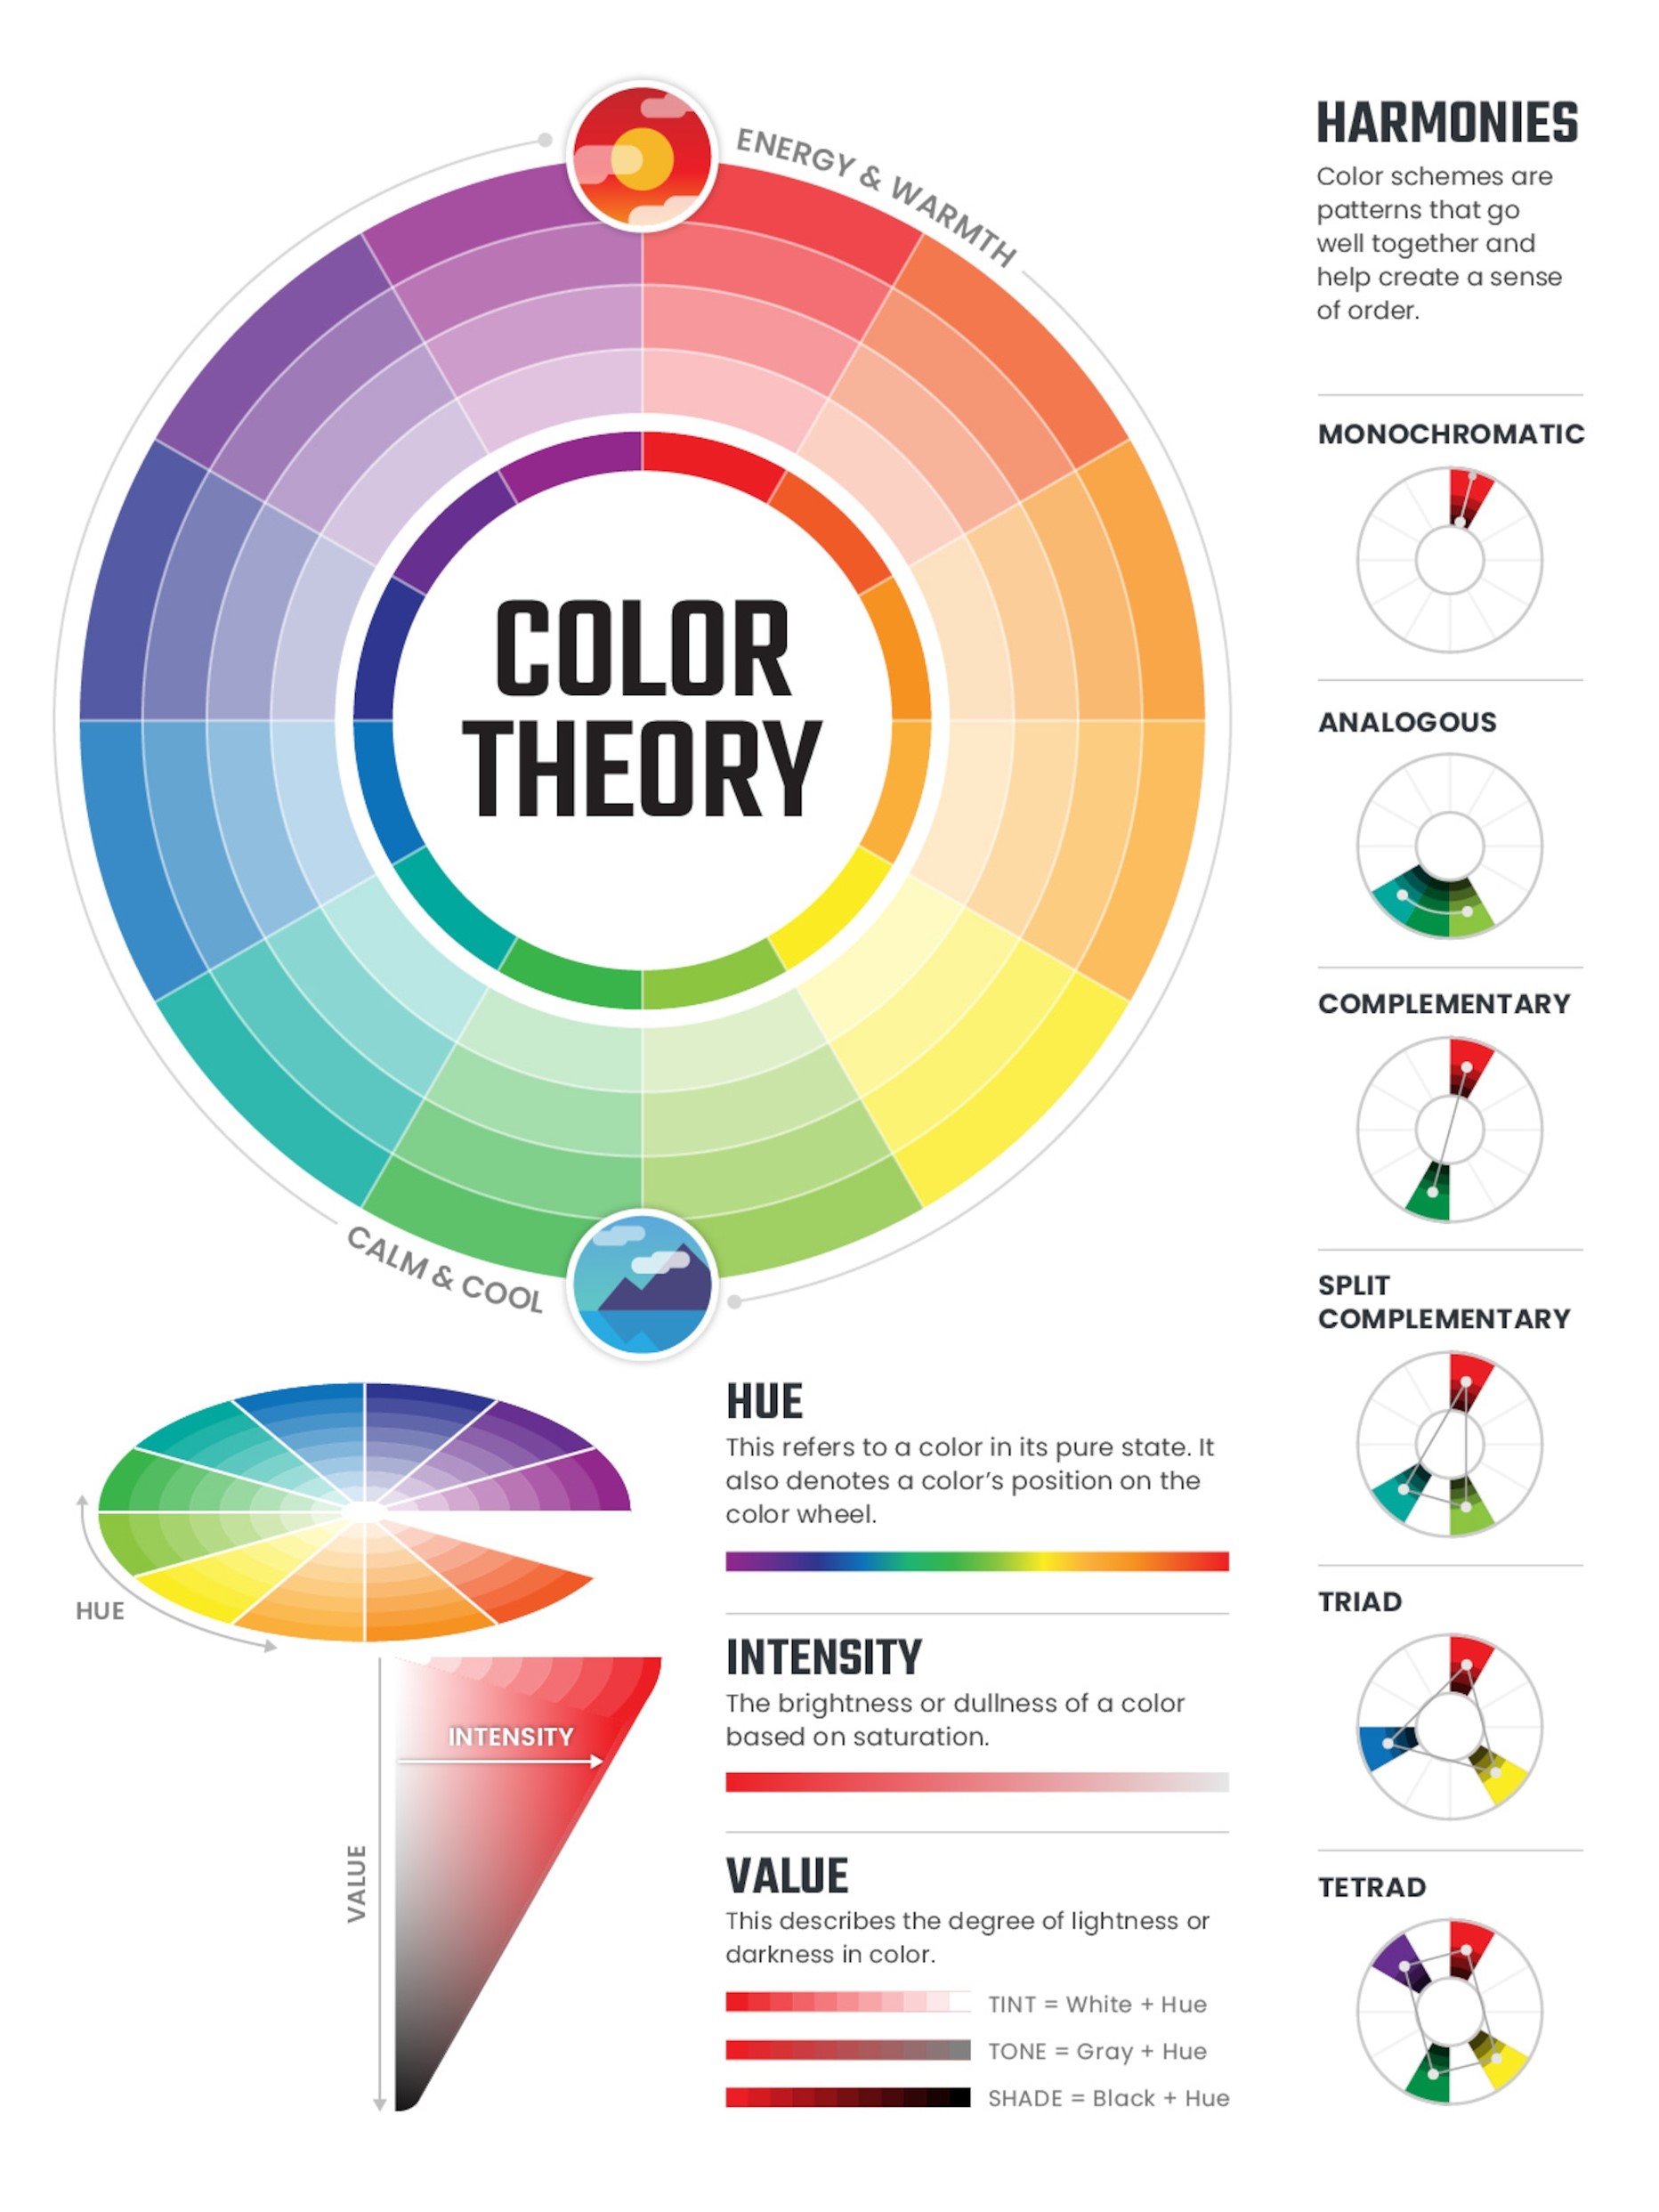 ENERGY & WARMTH
COLOR
THEORY
CALM & COOL
HUE
INTENSITY
VALUE
HUE
This refers to a color in its pure state. It
also denotes a color's position on the
color wheel.
INTENSITY
The brightness or dullness of a color
based on saturation.
VALUE
This describes the degree of lightness or
darkness in color.
TINT = White + Hue
TONE = Gray + Hue
SHADE = Black + Hue
HARMONIES
Color schemes are
patterns that go
well together and
help create a sense
of order.
MONOCHROMATIC
ANALOGOUS
COMPLEMENTARY
SPLIT
COMPLEMENTARY
TRIAD
TETRAD